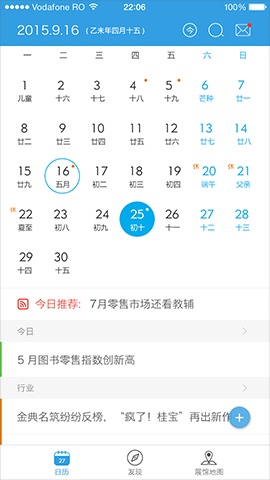 Vodafone RO 22:06 100%
2015.9.16 (乙未年四月十五) 今
一 二 三 四 五 六 日
1 2 3 4 5 6 7
儿童 十六 十七 十八 十九 芒种 廿一
8 9 10 11 12 13 14
廿二 廿三 廿四 廿五 廿六 廿七 廿八
15 16 17 18 19 休 20 休 21
廿九 五月 初二 初三 初四 端午 父亲
休 22 23 24 25 26 27 28
夏至 初八 初九 初十 十一 十二 十三
29 30
十四 十五
今日推荐: 7月零售市场还看教辅
今日
5 月图书零售指数创新高
行业
金典名筑纷纷反榜，“疯了！桂宝”再出新作
27
日历 发现 展馆地图